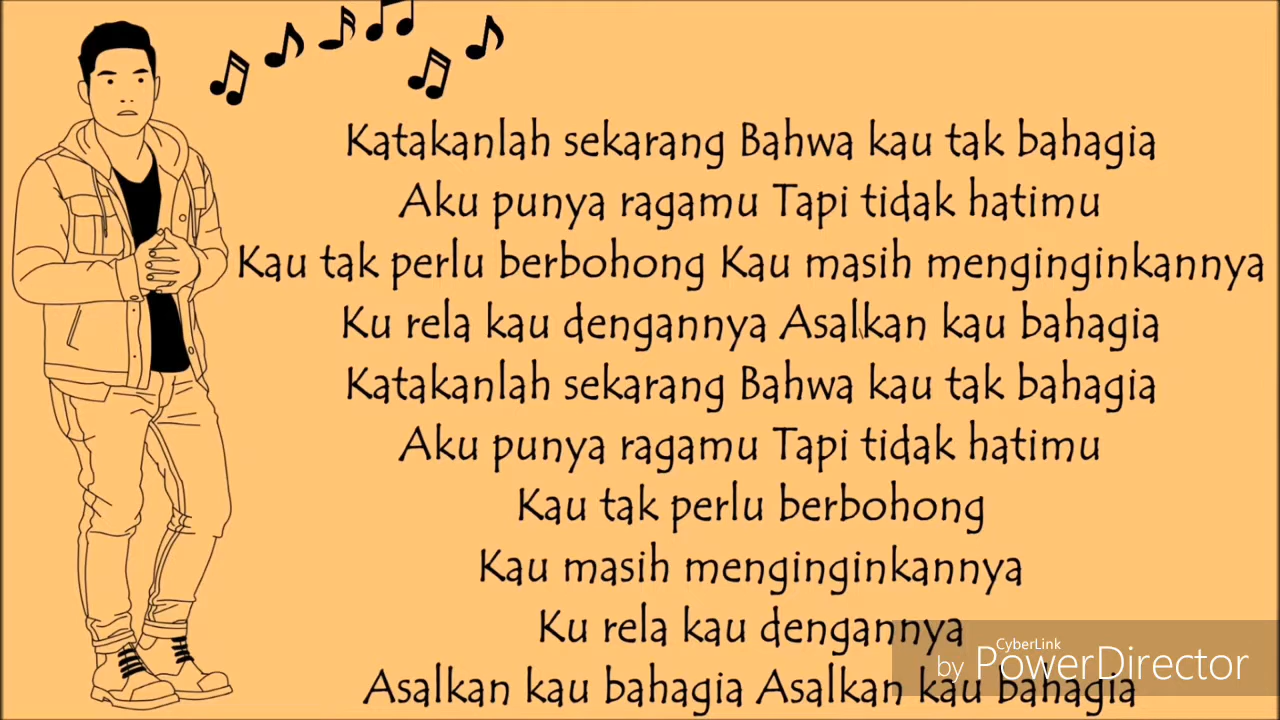 Katakanlah sekarang Bahwa kau tak bahagia
Aku punya ragamu Tapi tidak hatimu
Kau tak perlu berbohong Kau masih menginginkannya
Ku rela kau dengannya Asalkan kau bahagia
Katakanlah sekarang Bahwa kau tak bahagia
Aku punya ragamu Tapi tidak hatimu
Kau tak perlu berbohong
Kau masih menginginkannya
Ku rela kau dengannya
Asalkan kau bahagia Asalkan kau bahagia
CyberLink
by PowerDirector